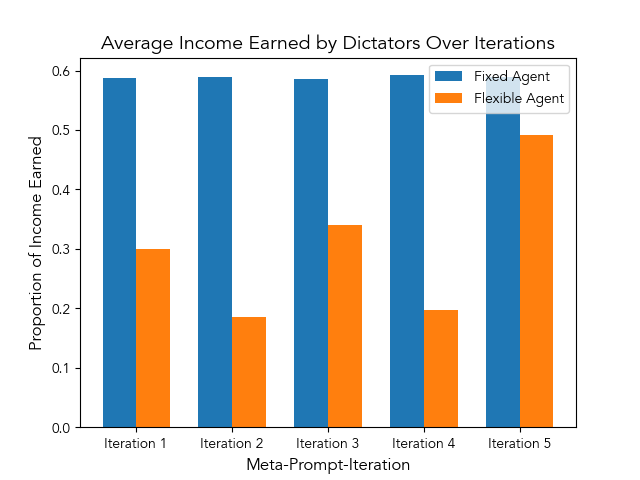 Average Income Earned by Dictators Over Iterations
Fixed Agent
Flexible Agent
Proportion of Income Earned
0.6
0.5
0.4
0.3
0.2
0.1
0.0
Iteration 1
Iteration 2
Iteration 3
Iteration 4
Iteration 5
Meta-Prompt-Iteration